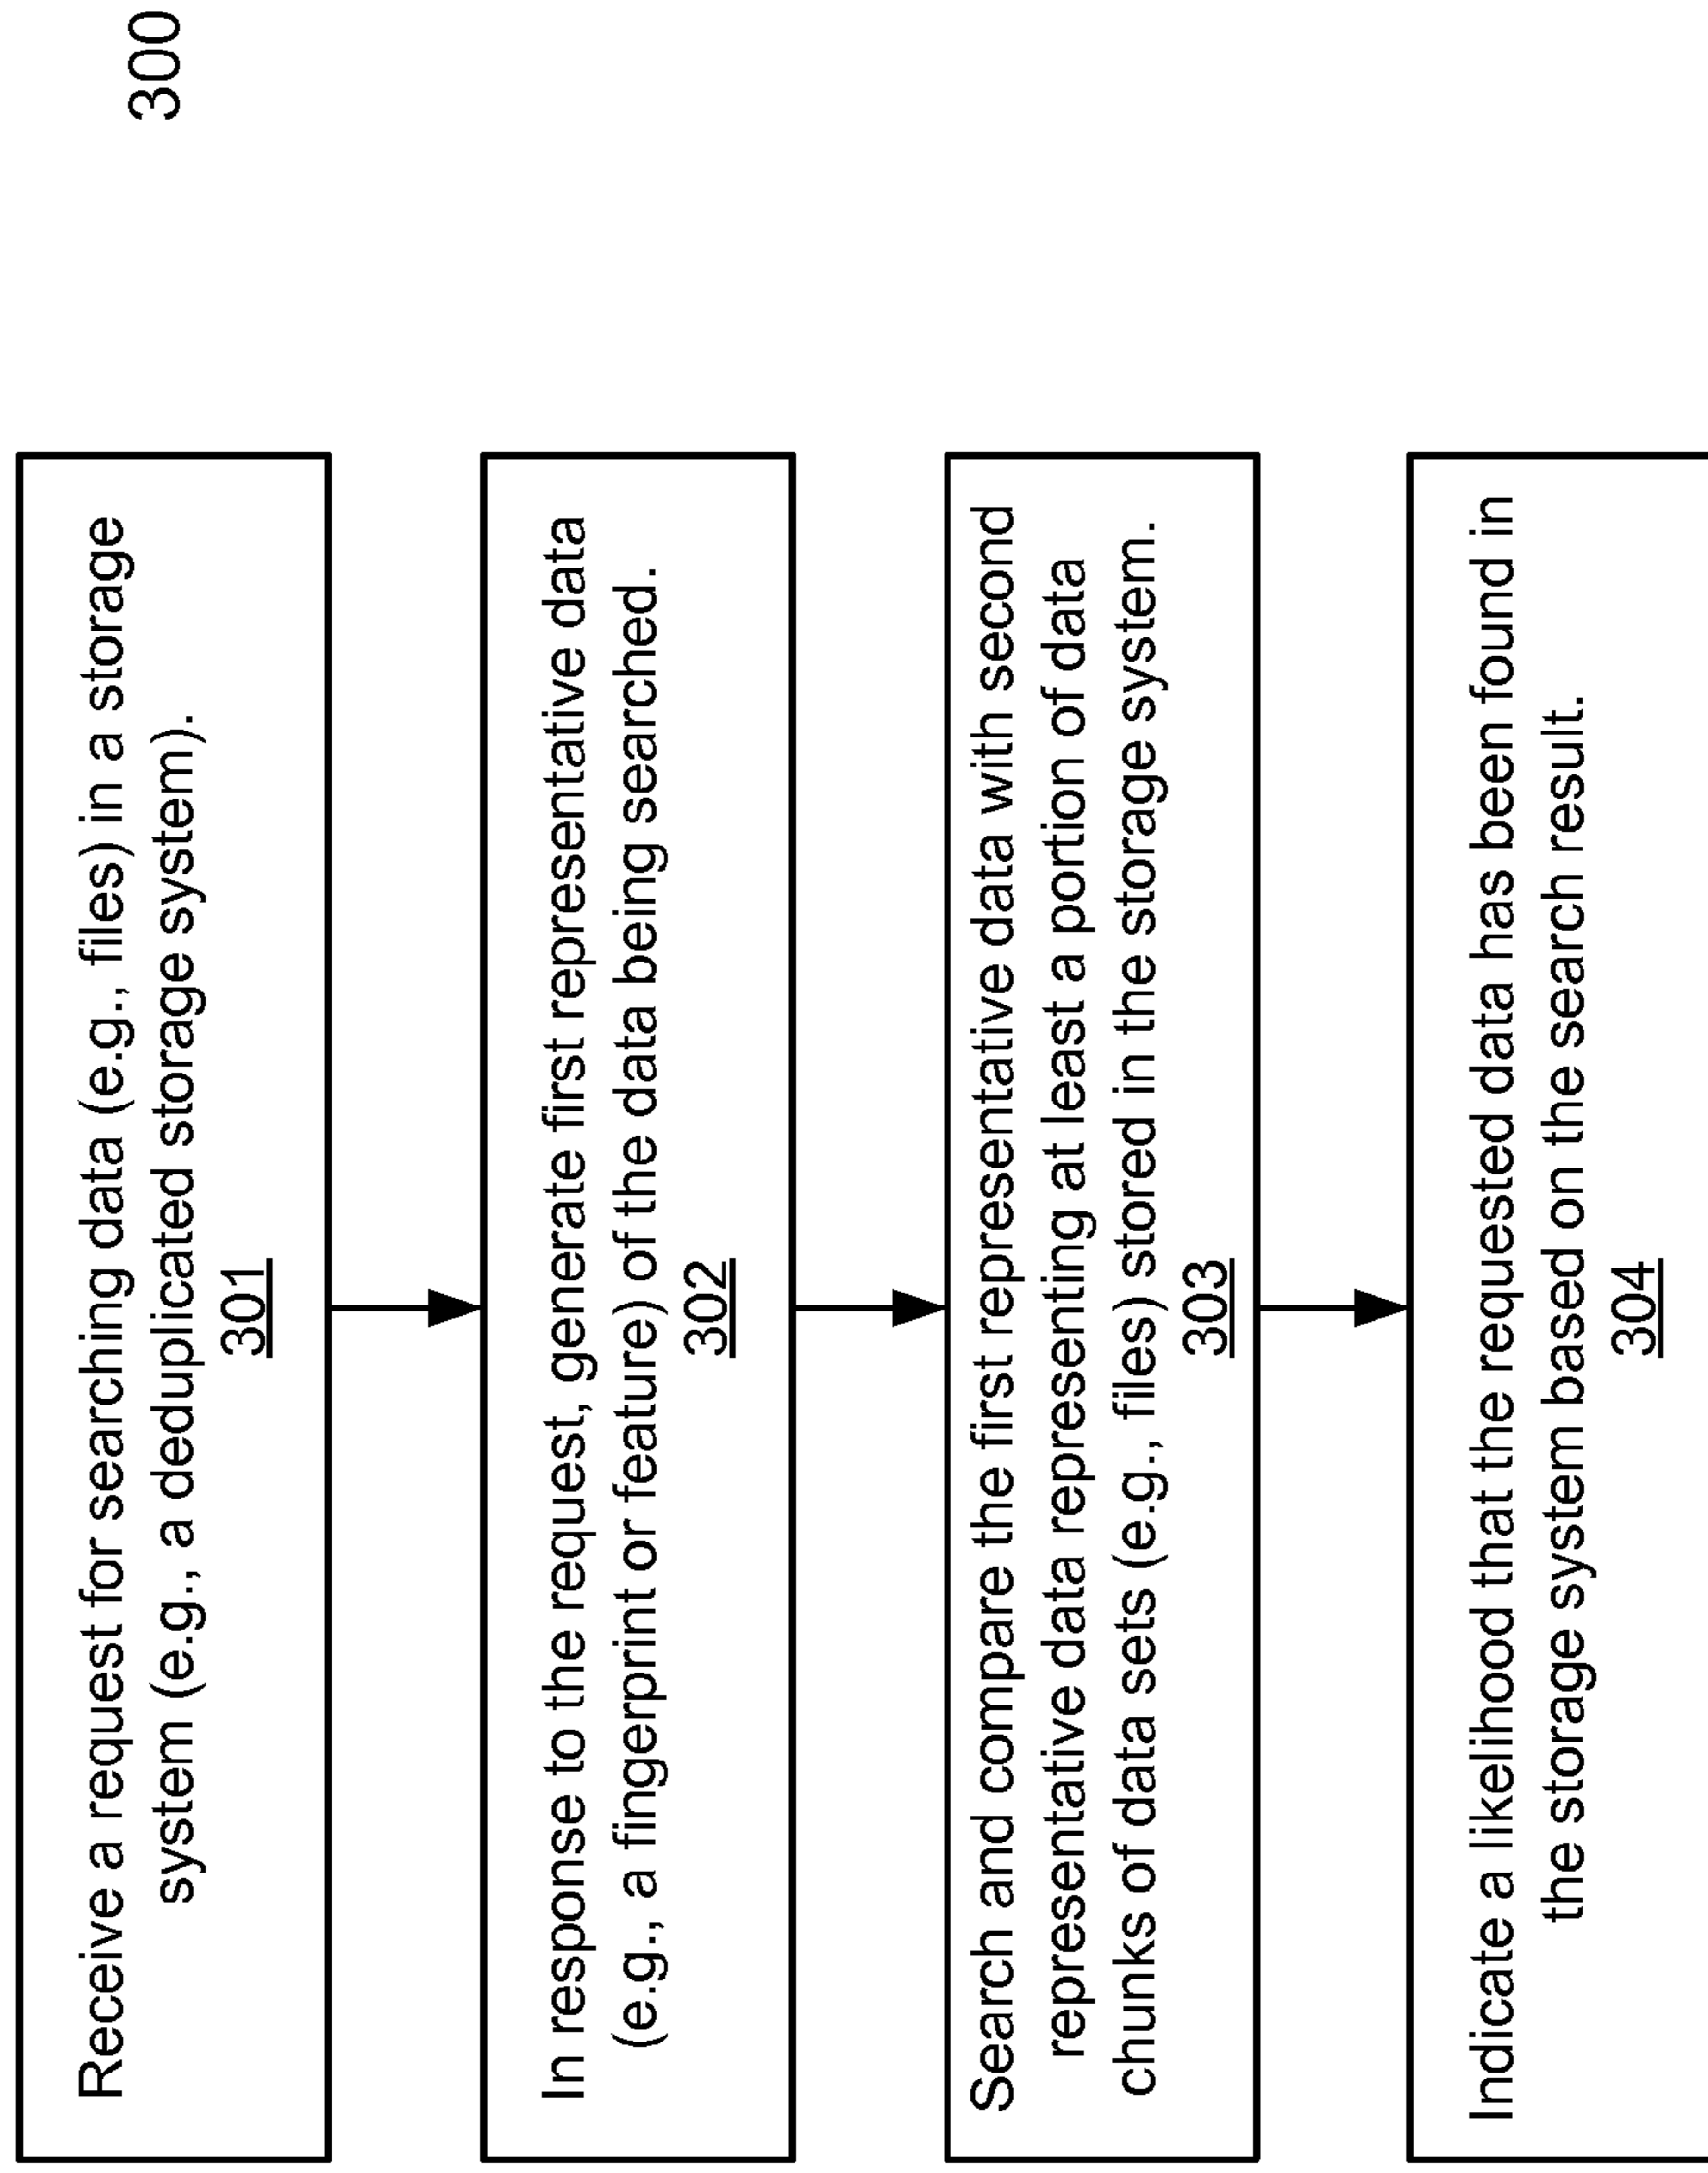 300
Receive a request for searching data (e.g., files) in a storage
system (e.g., a deduplicated storage system).
301
In response to the request, generate first representative data
(e.g., a fingerprint or feature) of the data being searched.
302
Search and compare the first representative data with second
representative data representing at least a portion of data
chunks of data sets (e.g., files) stored in the storage system.
303
Indicate a likelihood that the requested data has been found in
the storage system based on the search result.
304